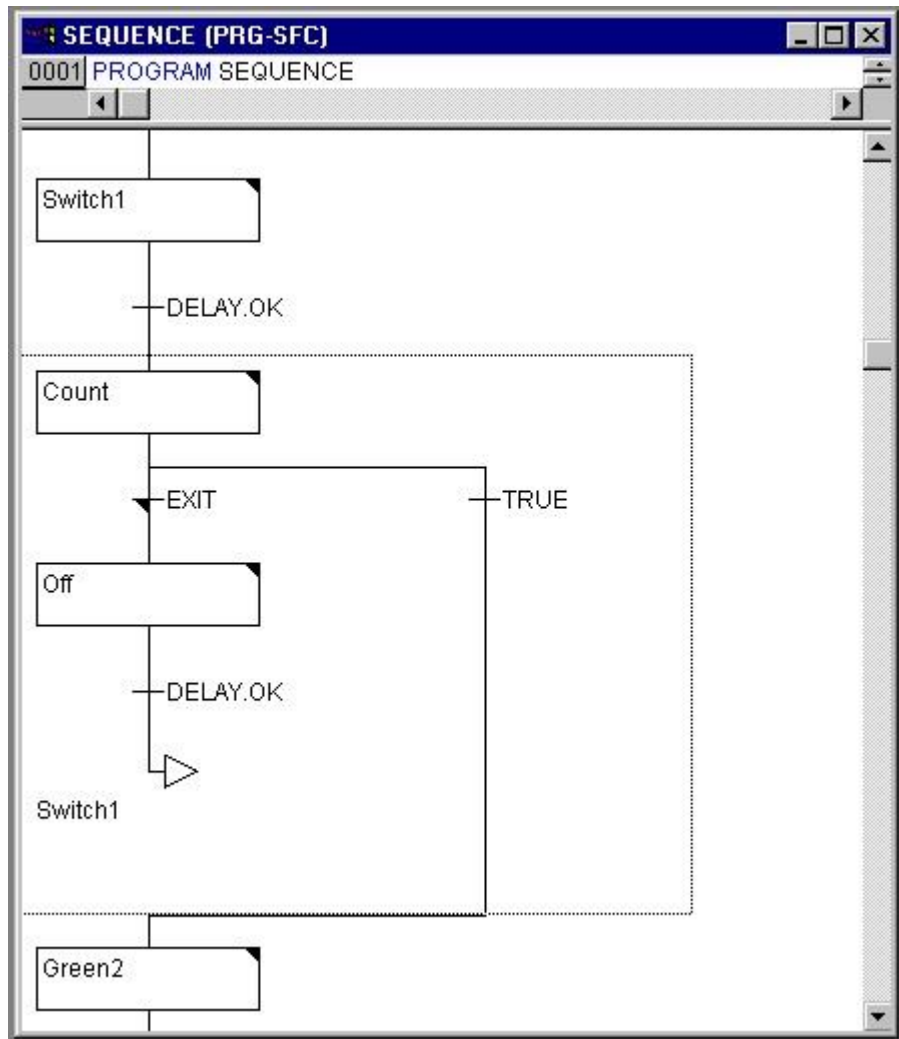 SEQUENCE (PRG-SFC)
0001 PROGRAM SEQUENCE
Switch1
DELAY.OK
Count
EXIT TRUE
Off
DELAY.OK
Switch1
Green2